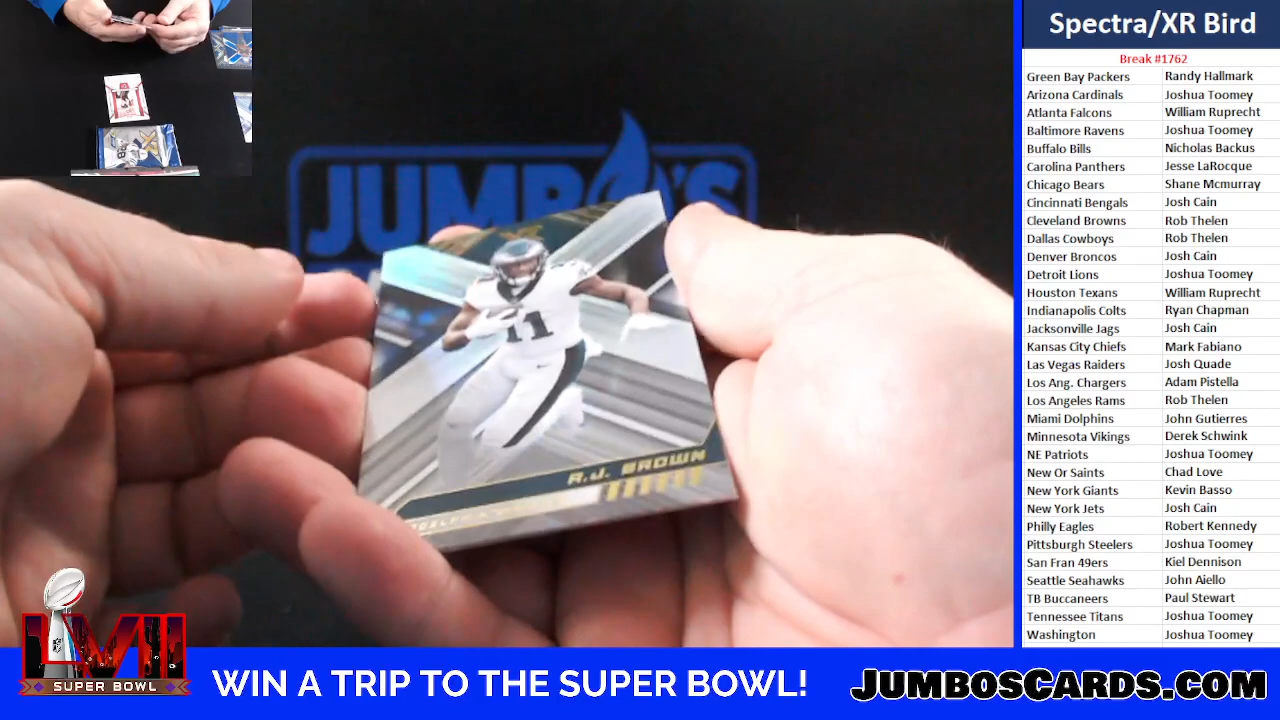 Spectra/XR Bird
Break #1762
Green Bay Packers Randy Hallmark
Arizona Cardinals Joshua Toomey
Atlanta Falcons William Ruprecht
Baltimore Ravens Joshua Toomey
Buffalo Bills Nicholas Backus
Carolina Panthers Jesse LaRocque
Chicago Bears Shane Mcmurray
Cincinnati Bengals Josh Cain
Cleveland Browns Rob Thelen
Dallas Cowboys Rob Thelen
Denver Broncos Josh Cain
Detroit Lions Joshua Toomey
Houston Texans William Ruprecht
Indianapolis Colts Ryan Chapman
Jacksonville Jags Josh Cain
Kansas City Chiefs Mark Fabiano
Las Vegas Raiders Josh Quade
Los Ang. Chargers Adam Pistella
Los Angeles Rams Rob Thelen
Miami Dolphins John Gutierres
Minnesota Vikings Derek Schwink
NE Patriots Joshua Toomey
New Or Saints Chad Love
New York Giants Kevin Basso
New York Jets Josh Cain
Philly Eagles Robert Kennedy
Pittsburgh Steelers Joshua Toomey
San Fran 49ers Kiel Dennison
Seattle Seahawks John Aiello
TB Buccaneers Paul Stewart
Tennessee Titans Joshua Toomey
Washington Joshua Toomey
JUMBO'S
11
A.J. BROWN
LVII
SUPER BOWL
WIN A TRIP TO THE SUPER BOWL!
JUMBOSCARDS.COM